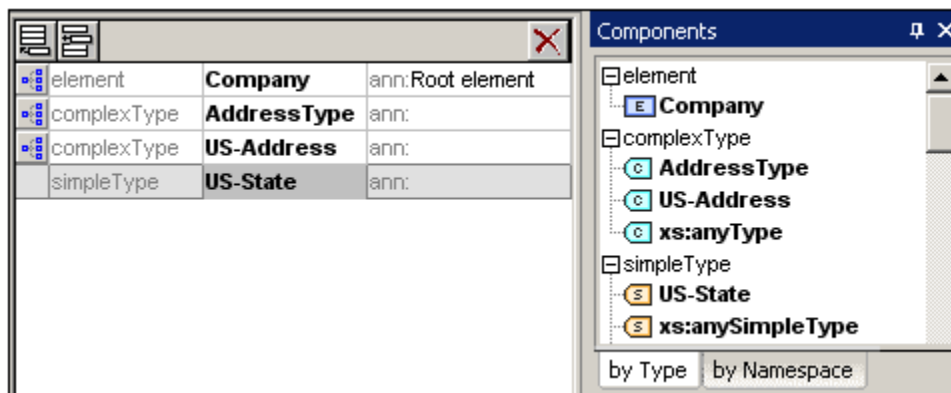 element Company ann:Root element
complexType AddressType ann:
complexType US-Address ann:
simpleType US-State ann:
Components
element
E Company
complexType
C AddressType
C US-Address
C xs:anyType
simpleType
S US-State
S xs:anySimpleType
by Type by Namespace